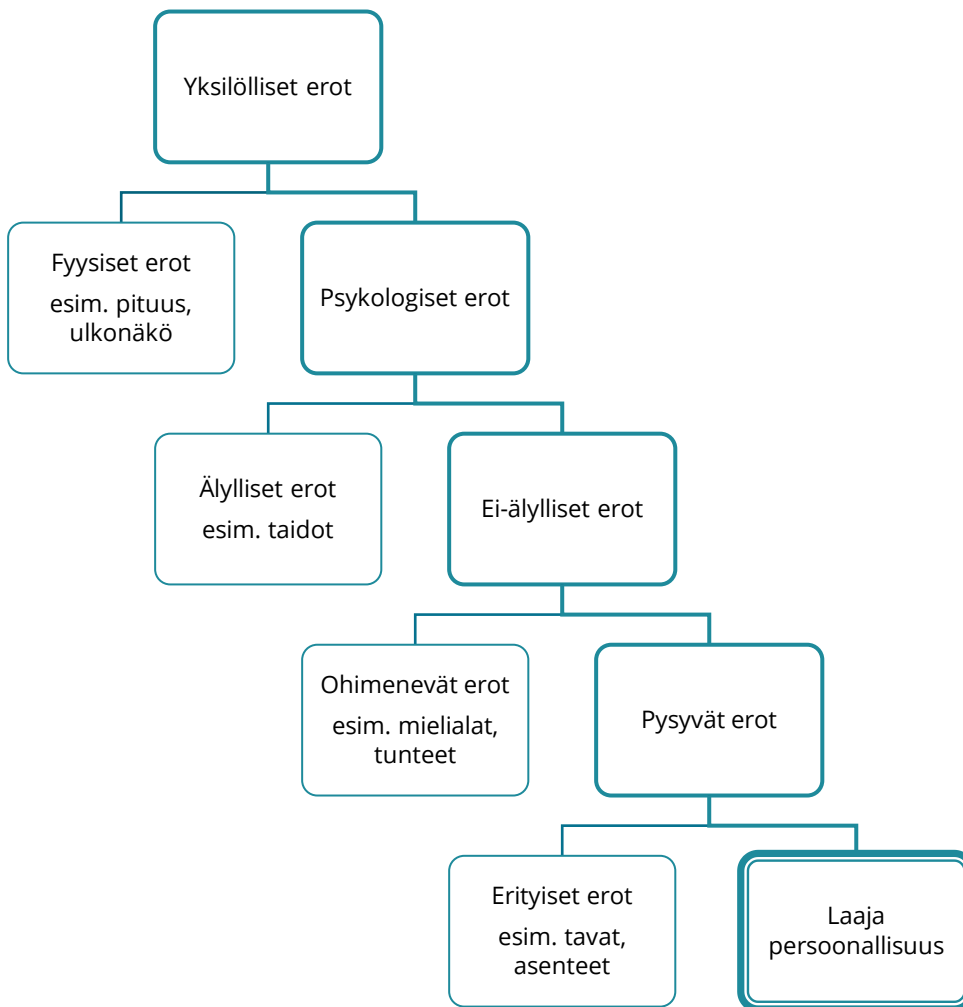 Yksilölliset erot
Fyysiset erot
esim. pituus,
ulkonäkö
Psykologiset erot
Älylliset erot
esim. taidot
Ei-älylliset erot
Ohimenevät erot
esim. mielialat,
tunteet
Pysyvät erot
Erityiset erot
esim. tavat,
asenteet
Laaja
persoonallisuus